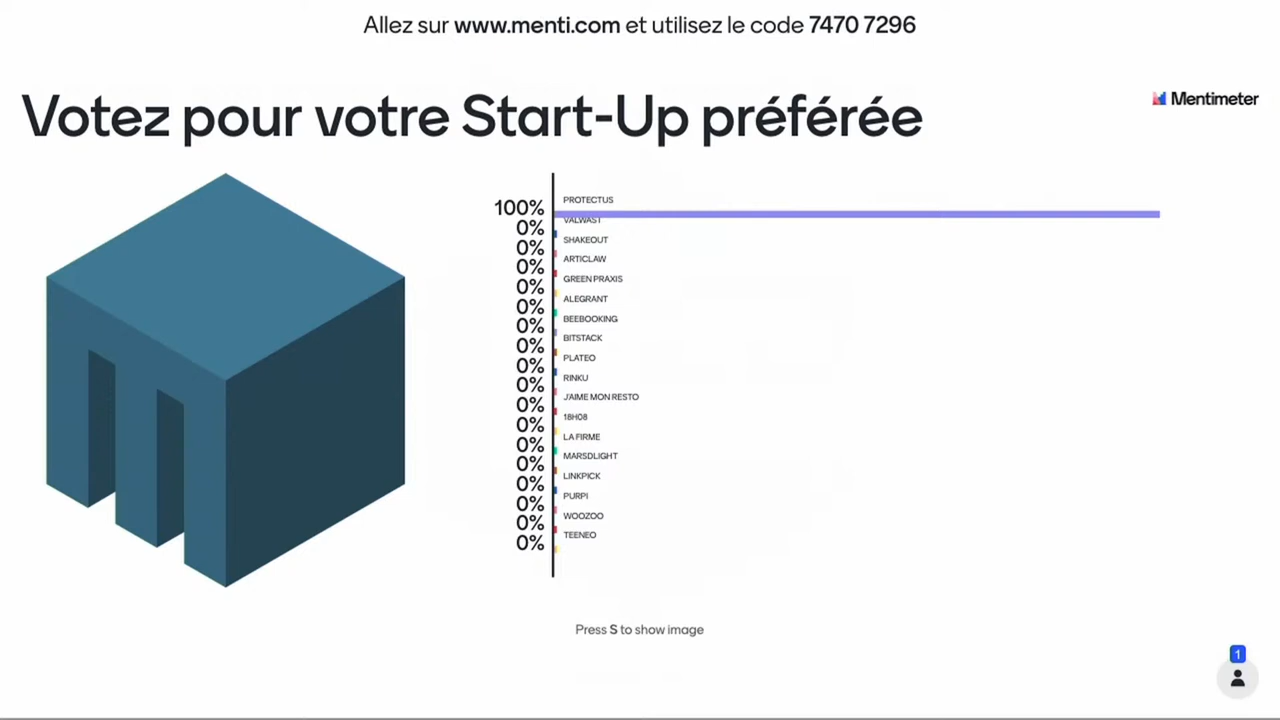 Allez sur www.menti.com et utilisez le code 7470 7296
Votez pour votre Start-Up préférée
Mentimeter
PROTECTUS
100%
VALWAST
0%
SHAKEOUT
0%
ARTICLAW
0%
GREEN PRAXIS
0%
ALEGRANT
0%
BEEBOOKING
0%
BITSTACK
0%
PLATEO
0%
RINKU
0%
J'AIME MON RESTO
0%
18H08
0%
LA FIRME
0%
MARSDLIGHT
0%
LINKPICK
0%
PURPI
0%
WOOZOO
0%
TEENEO
0%
Press S to show image
1